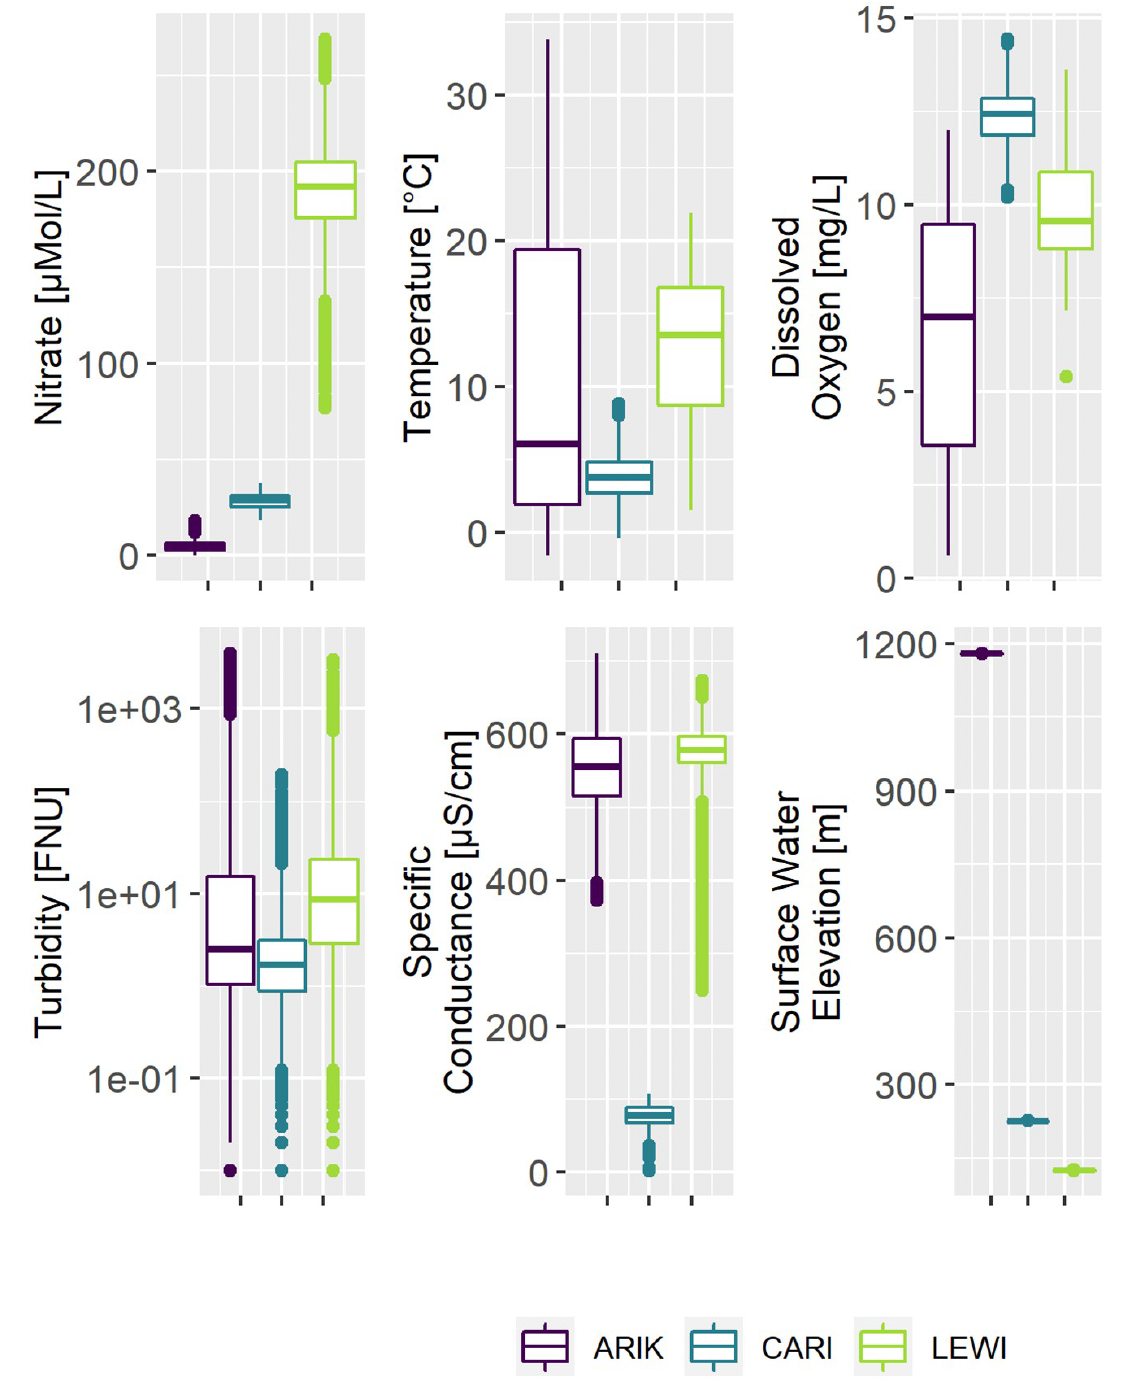 Nitrate [µMol/L]
200
100
0
Temperature [°C]
30
20
10
0
Dissolved
Oxygen [mg/L]
15
10
5
0
Turbidity [FNU]
1e+03
1e+01
1e-01
Specific
Conductance [µS/cm]
600
400
200
0
Surface Water
Elevation [m]
1200
900
600
300
ARIK
CARI
LEWI